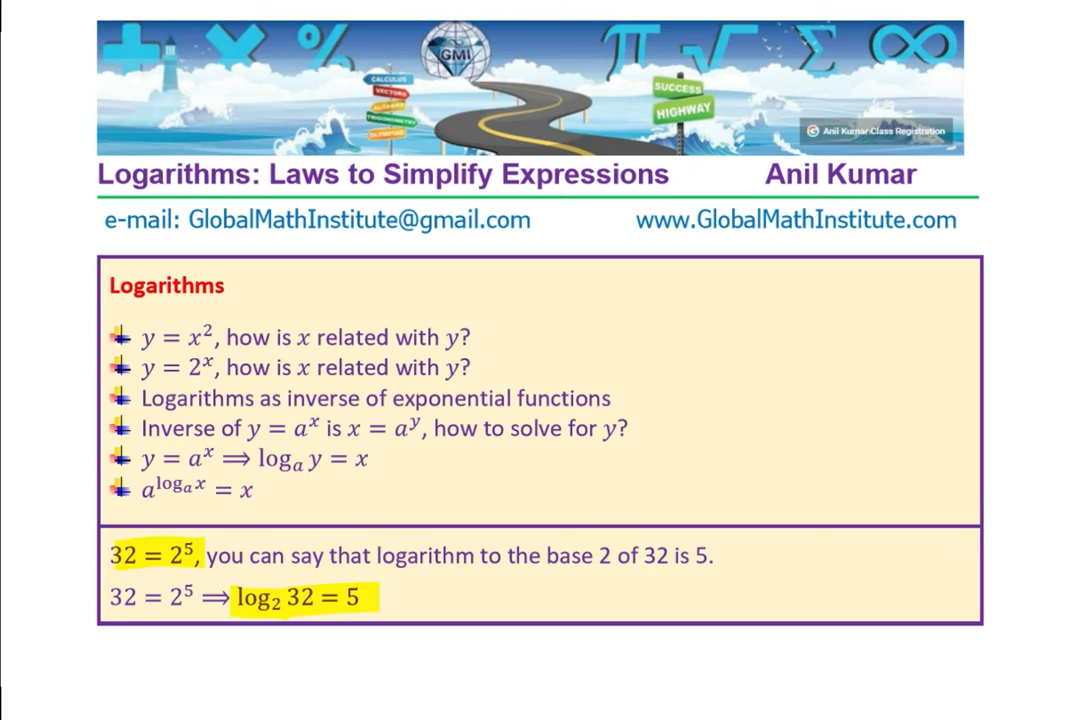 GMI
CALCULUS
VECTORS
ALGEBRA
TRIGONOMETRY
OLYMPIAD
SUCCESS
HIGHWAY
Anil Kumar Class Registration
Logarithms: Laws to Simplify Expressions Anil Kumar
e-mail: GlobalMathInstitute@gmail.com www.GlobalMathInstitute.com
Logarithms
y = x², how is x related with y?
y = 2ˣ, how is x related with y?
Logarithms as inverse of exponential functions
Inverse of y = aˣ is x = aʸ, how to solve for y?
y = aˣ ⟹ logₐ y = x
a^(logₐ x) = x
32 = 2⁵, you can say that logarithm to the base 2 of 32 is 5.
32 = 2⁵ ⟹ log₂ 32 = 5